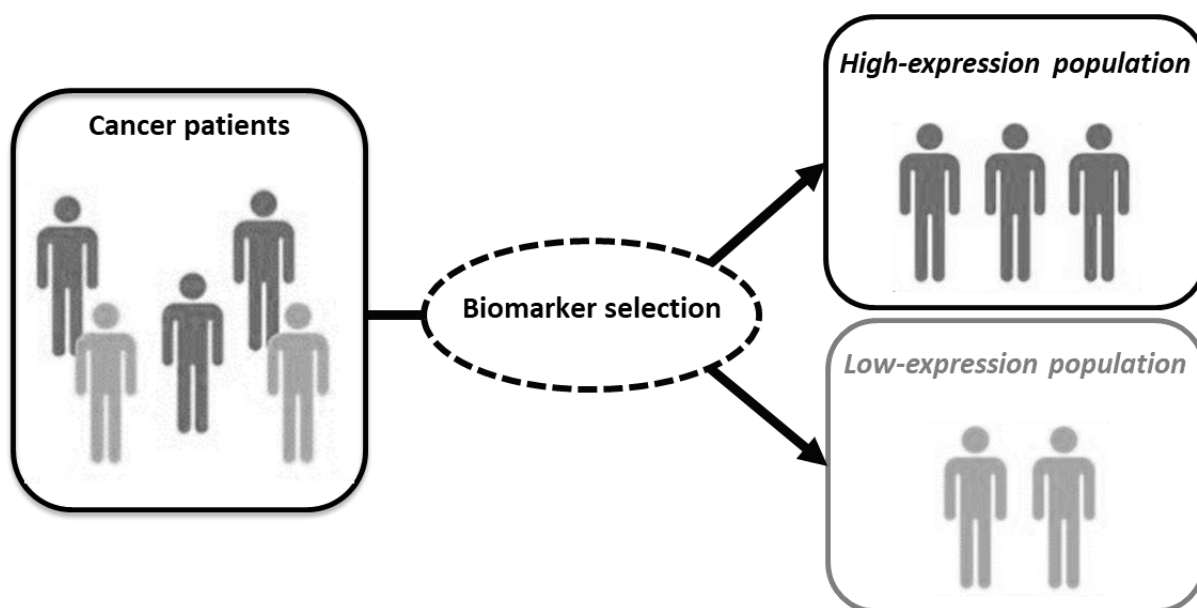 Cancer patients
Biomarker selection
High-expression population
Low-expression population